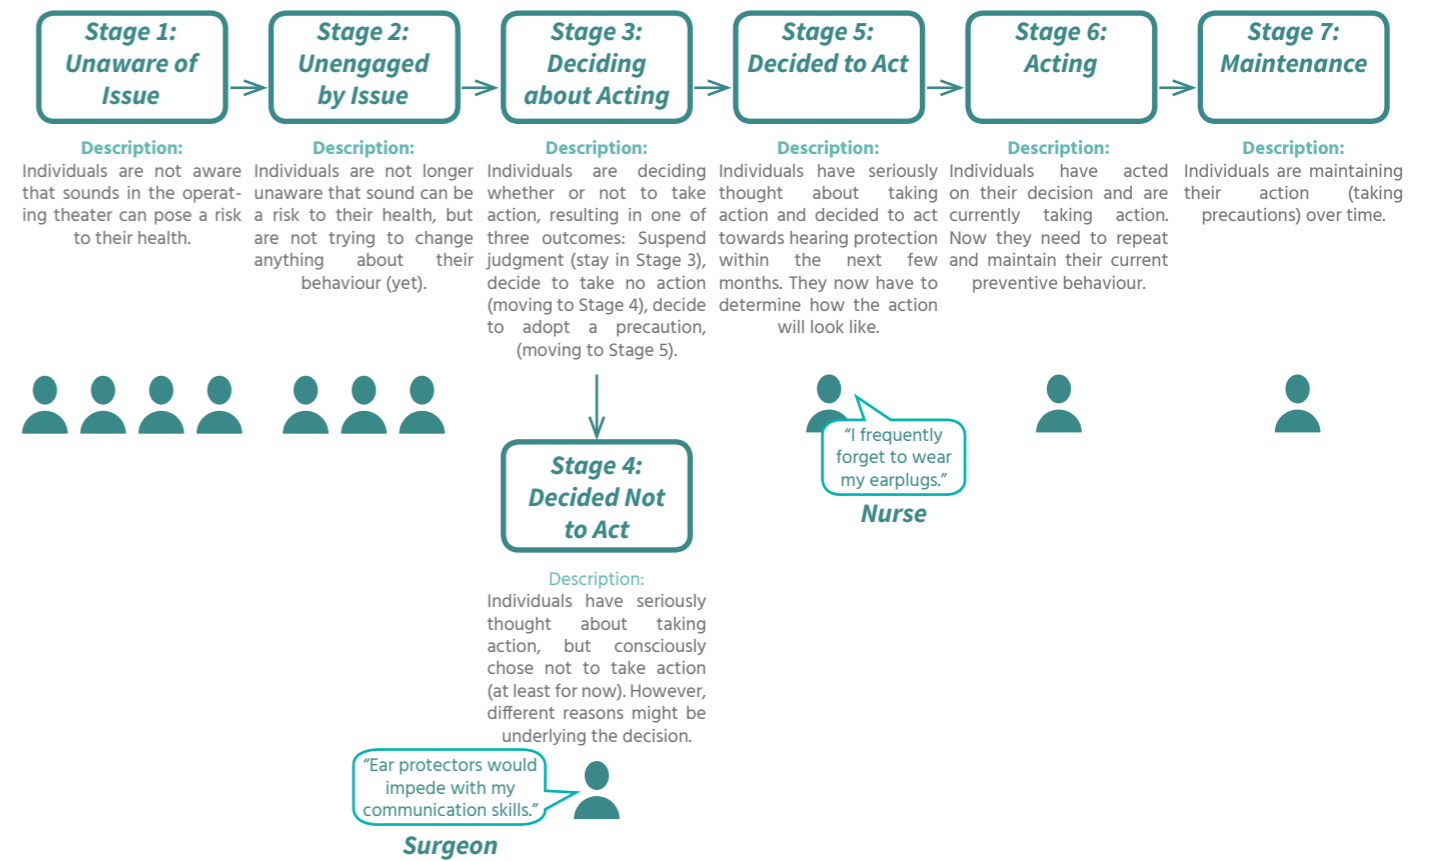 Stage 1:
Unaware of
Issue
Description:
Individuals are not aware
that sounds in the operat-
ing theater can pose a risk
to their health.
Stage 2:
Unengaged
by Issue
Description:
Individuals are not longer
unaware that sound can be
a risk to their health, but
are not trying to change
anything about their
behaviour (yet).
Stage 3:
Deciding
about Acting
Description:
Individuals are deciding
whether or not to take
action, resulting in one of
three outcomes: Suspend
judgment (stay in Stage 3),
decide to take no action
(moving to Stage 4), decide
to adopt a precaution,
(moving to Stage 5).
Stage 4:
Decided Not
to Act
Description:
Individuals have seriously
thought about taking
action, but consciously
chose not to take action
(at least for now). However,
different reasons might be
underlying the decision.
“Ear protectors would
impede with my
communication skills.”
Surgeon
Stage 5:
Decided to Act
Description:
Individuals have seriously
thought about taking
action and decided to act
towards hearing protection
within the next few
months. They now have to
determine how the action
will look like.
“I frequently
forget to wear
my earplugs.”
Nurse
Stage 6:
Acting
Description:
Individuals have acted
on their decision and are
currently taking action.
Now they need to repeat
and maintain their current
preventive behaviour.
Stage 7:
Maintenance
Description:
Individuals are maintaining
their action (taking
precautions) over time.